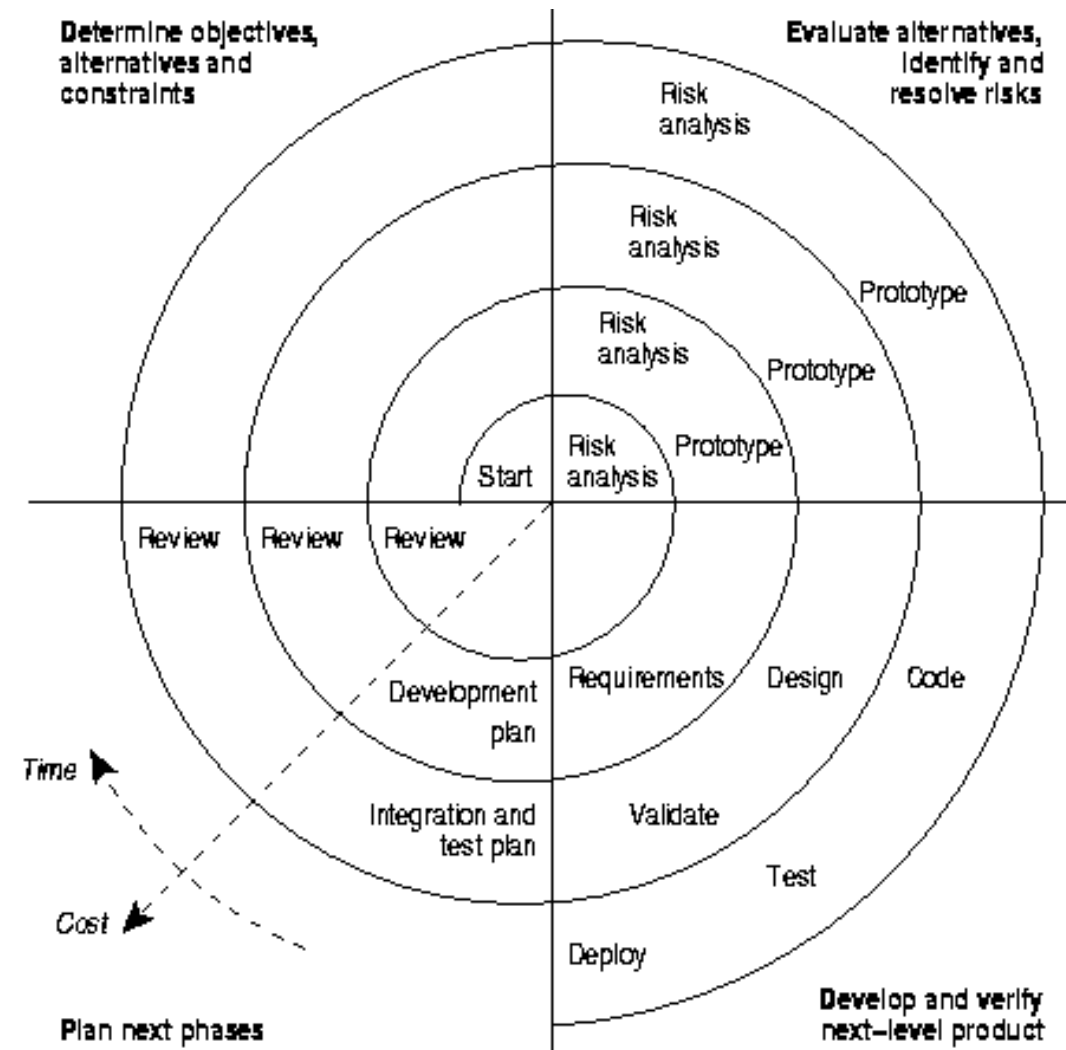 Determine objectives,
alternatives and
constraints
Evaluate alternatives,
identify and
resolve risks
Risk
analysis
Risk
analysis
Prototype
Risk
analysis
Prototype
Start
Risk
analysis
Prototype
Review
Review
Review
Development
plan
Requirements
Design
Code
Time
Integration and
test plan
Validate
Test
Cost
Deploy
Plan next phases
Develop and verify
next-level product